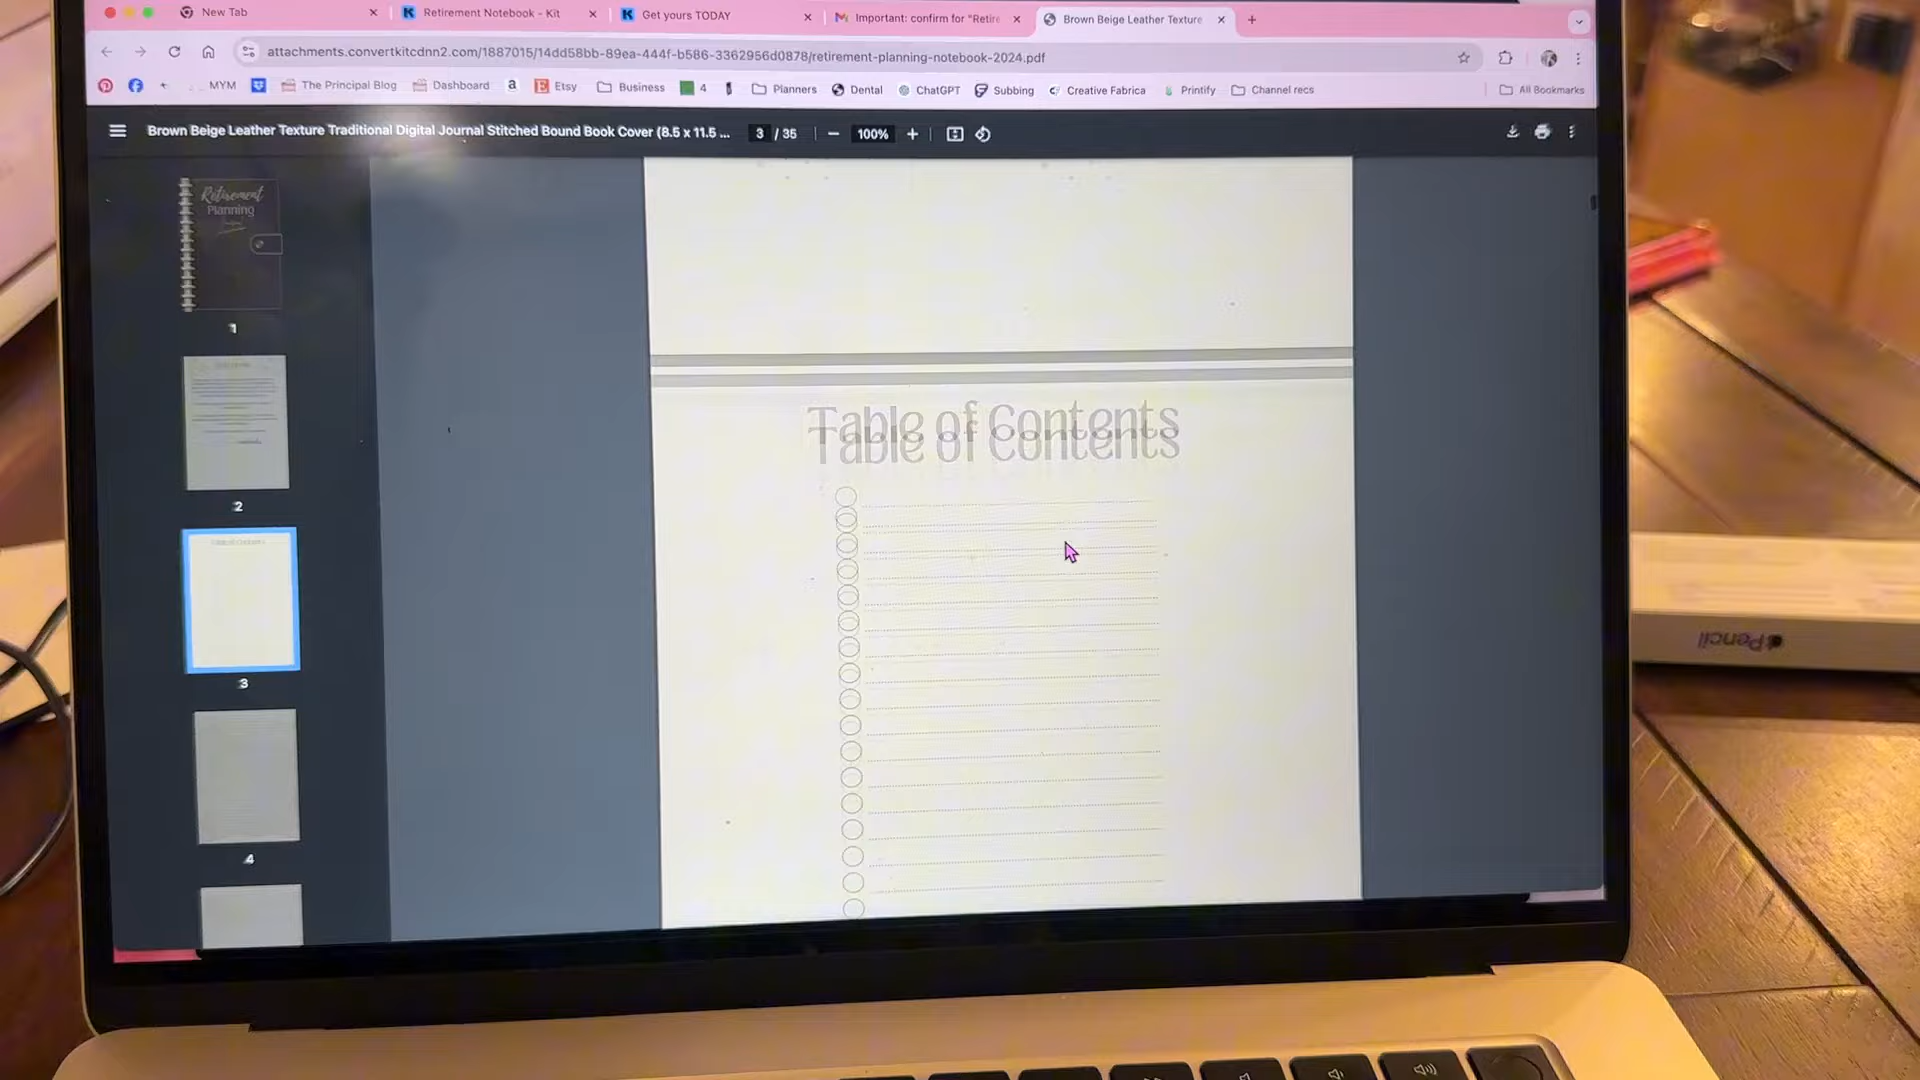 New Tab
Retirement Notebook - Kit
Get yours TODAY
Important: confirm for "Retire
Brown Beige Leather Texture
attachments.convertkitcdnn2.com/1887015/14dd58bb-89ea-444f-b586-3362956d0878/retirement-planning-notebook-2024.pdf
MYM
The Principal Blog
Dashboard
a
Etsy
Business
4
Planners
Dental
ChatGPT
Subbing
Creative Fabrica
Printify
Channel recs
All Bookmarks
Brown Beige Leather Texture Traditional Digital Journal Stitched Bound Book Cover (8.5 x 11.5 ...
3 / 35
100%
Retirement
Planning
1
2
Table of Contents
3
4
Table of Contents
Pencil